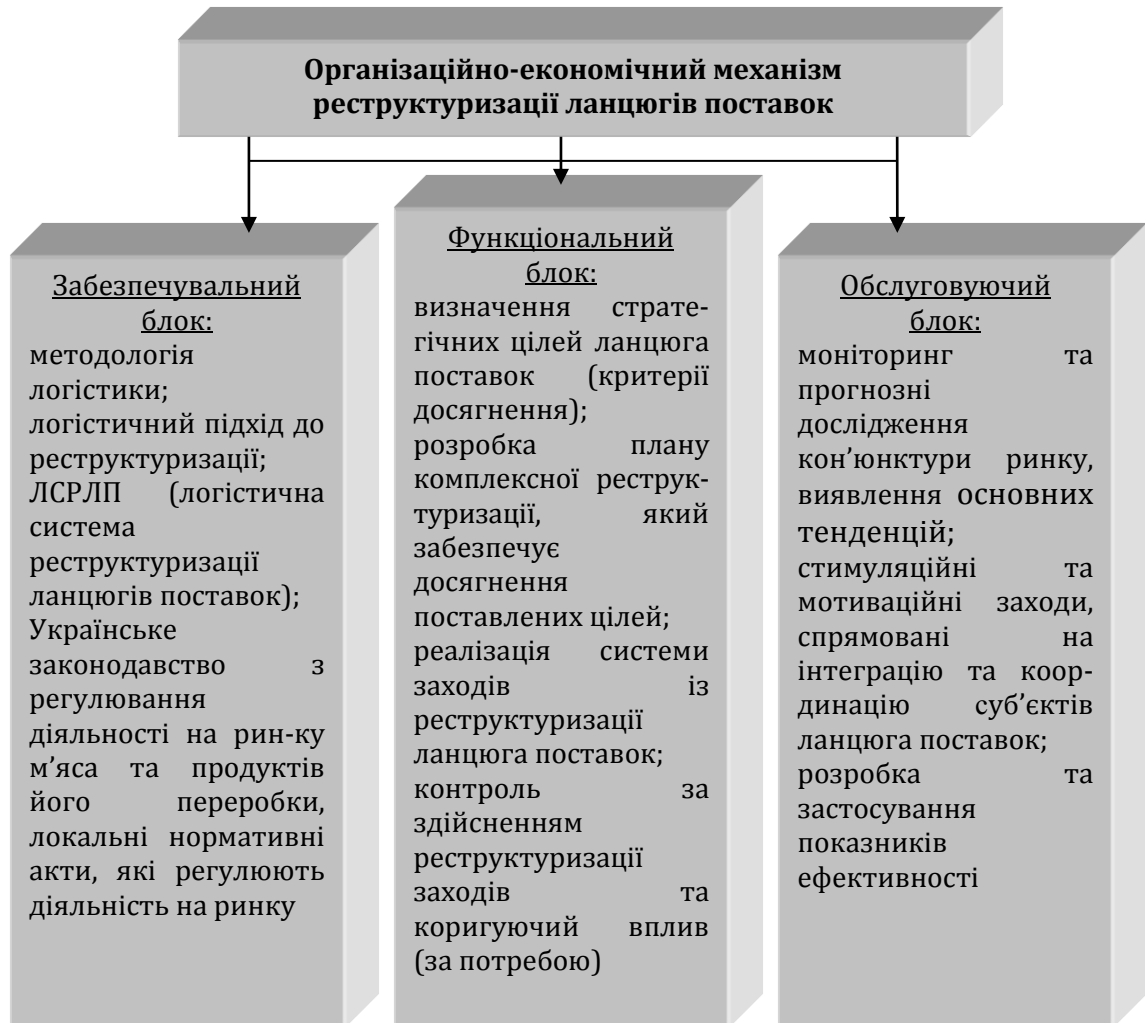 Організаційно-економічний механізм
реструктуризації ланцюгів поставок
Забезпечувальний
блок:
методологія
логістики;
логістичний підхід до
реструктуризації;
ЛСРЛП (логістична
система
реструктуризації
ланцюгів поставок);
Українське
законодавство з
регулювання
діяльності на рин-ку
м’яса та продуктів
його переробки,
локальні нормативні
акти, які регулюють
діяльність на ринку
Функціональний
блок:
визначення страте-
гічних цілей ланцюга
поставок (критерії
досягнення);
розробка плану
комплексної реструк-
туризації, який
забезпечує
досягнення
поставлених цілей;
реалізація системи
заходів із
реструктуризації
ланцюга поставок;
контроль за
здійсненням
реструктуризації
заходів та
коригуючий вплив
(за потребою)
Обслуговуючий
блок:
моніторинг та
прогнозні
дослідження
кон’юнктури ринку,
виявлення основних
тенденцій;
стимуляційні та
мотиваційні заходи,
спрямовані на
інтеграцію та коор-
динацію суб’єктів
ланцюга поставок;
розробка та
застосування
показників
ефективності